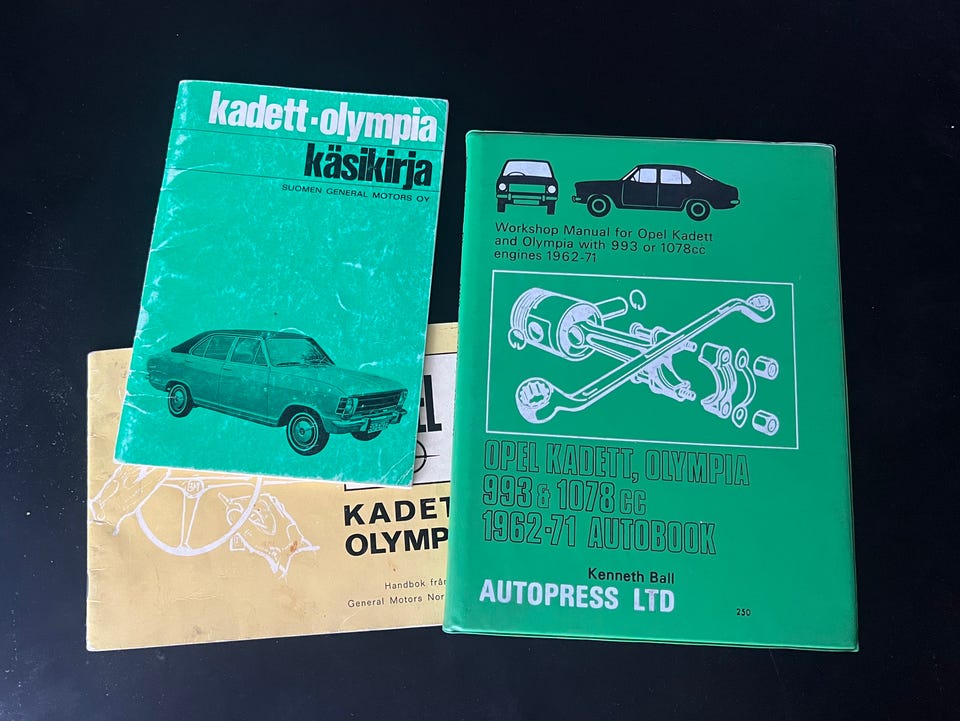 kadett-olympia
käsikirja
SUOMEN GENERAL MOTORS OY
Workshop Manual for Opel Kadett
and Olympia with 993 or 1078cc
engines 1962-71
OPEL KADETT, OLYMPIA
993 & 1078 cc
1962-71 AUTOBOOK
Kenneth Ball
AUTOPRESS LTD
250
EL
KADET
OLYMP
Handbok från
General Motors Nor
GM